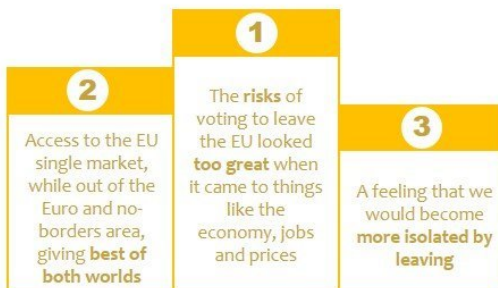 1
The risks of
voting to leave
the EU looked
too great when
it came to things
like the
economy, jobs
and prices
2
Access to the EU
single market,
while out of the
Euro and no-
borders area,
giving best of
both worlds
3
A feeling that we
would become
more isolated by
leaving